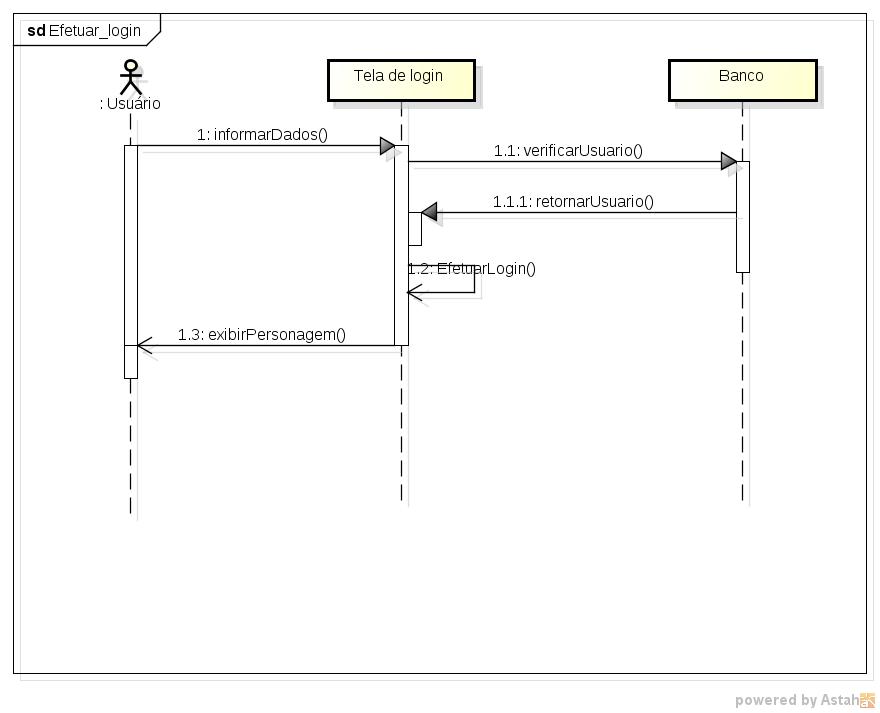 sd Efetuar_login
: Usuário
Tela de login
Banco
1: informarDados()
1.1: verificarUsuario()
1.1.1: retornarUsuario()
1.2: EfetuarLogin()
1.3: exibirPersonagem()
powered by Astah